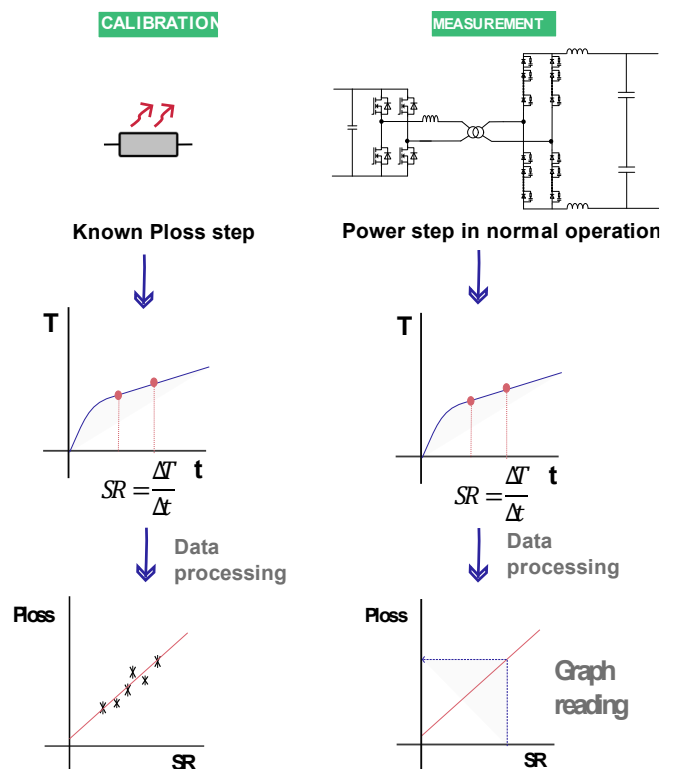 CALIBRATION
MEASUREMENT
Known Ploss step
Power step in normal operation
T
t
SR = ΔT/Δt
Data
processing
Ploss
SR
T
t
SR = ΔT/Δt
Data
processing
Ploss
Graph
reading
SR